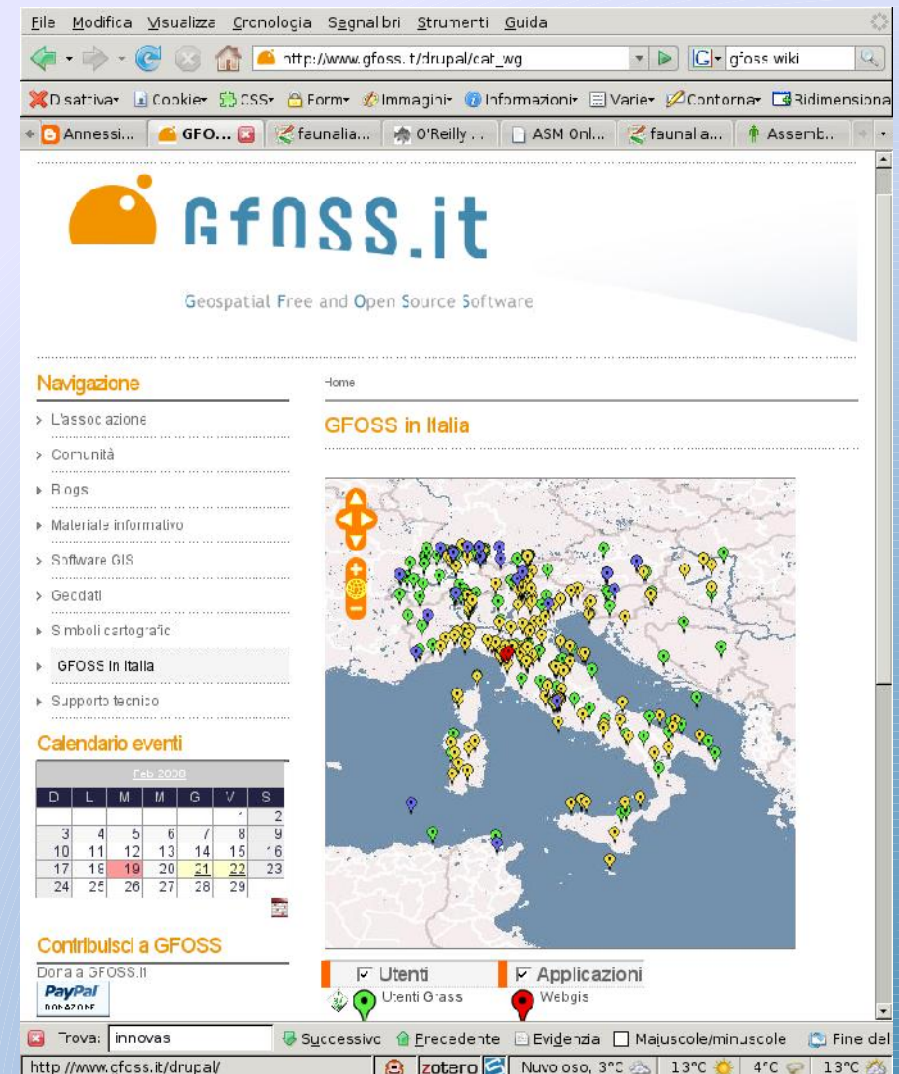 File Modifica Visualizza Cronologia Segnalibri Strumenti Guida
http://www.gfoss.it/drupal/cat_wg G gfoss wiki
Disattiva Cookie CSS Form Immagini Informazioni Varie Contorna Ridimensiona
Annessi... GFO... faunalia... O'Reilly ... ASM Onl... faunalia... Assemb..
GfOSS.it
Geospatial Free and Open Source Software
Navigazione
Home
L'associazione
GFOSS in Italia
Comunità
Blogs
Materiale informativo
Software GIS
Geodati
Simboli cartografic
GFOSS in Italia
Supporto tecnico
Calendario eventi
Feb 2008
D L M M G V S
1 2
3 4 5 6 7 8 9
10 11 12 13 14 15 16
17 18 19 20 21 22 23
24 25 26 27 28 29
Contribuisci a GFOSS
Dona a GFOSS.it
PayPal
DONAZONE
Utenti Applicazioni
Utenti Grass Webgis
Trova: innovas Successivo Precedente Evidenzia Maiuscole/minuscole Fine del
http://www.gfoss.it/drupal/ zotero Nuvoloso, 3°C 13°C 4°C 13°C